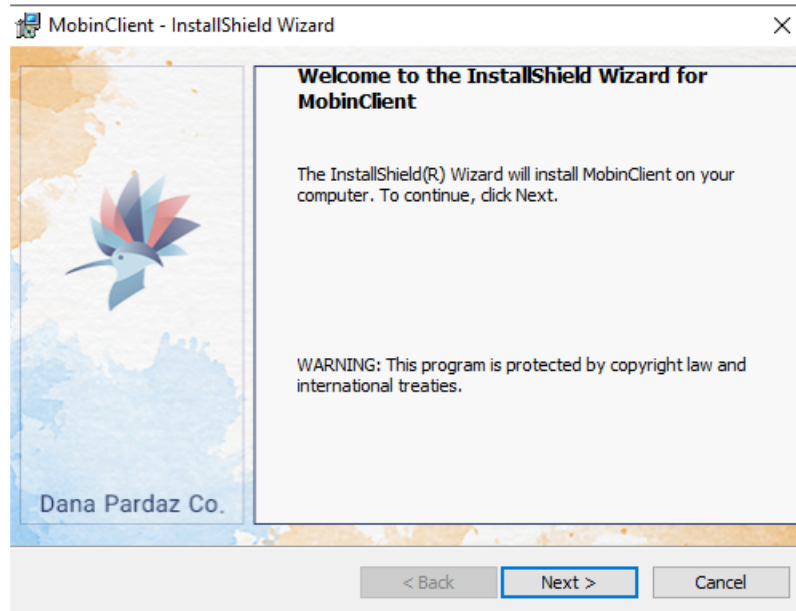 MobinClient - InstallShield Wizard
Welcome to the InstallShield Wizard for
MobinClient
The InstallShield(R) Wizard will install MobinClient on your
computer. To continue, click Next.
WARNING: This program is protected by copyright law and
international treaties.
Dana Pardaz Co.
< Back
Next >
Cancel